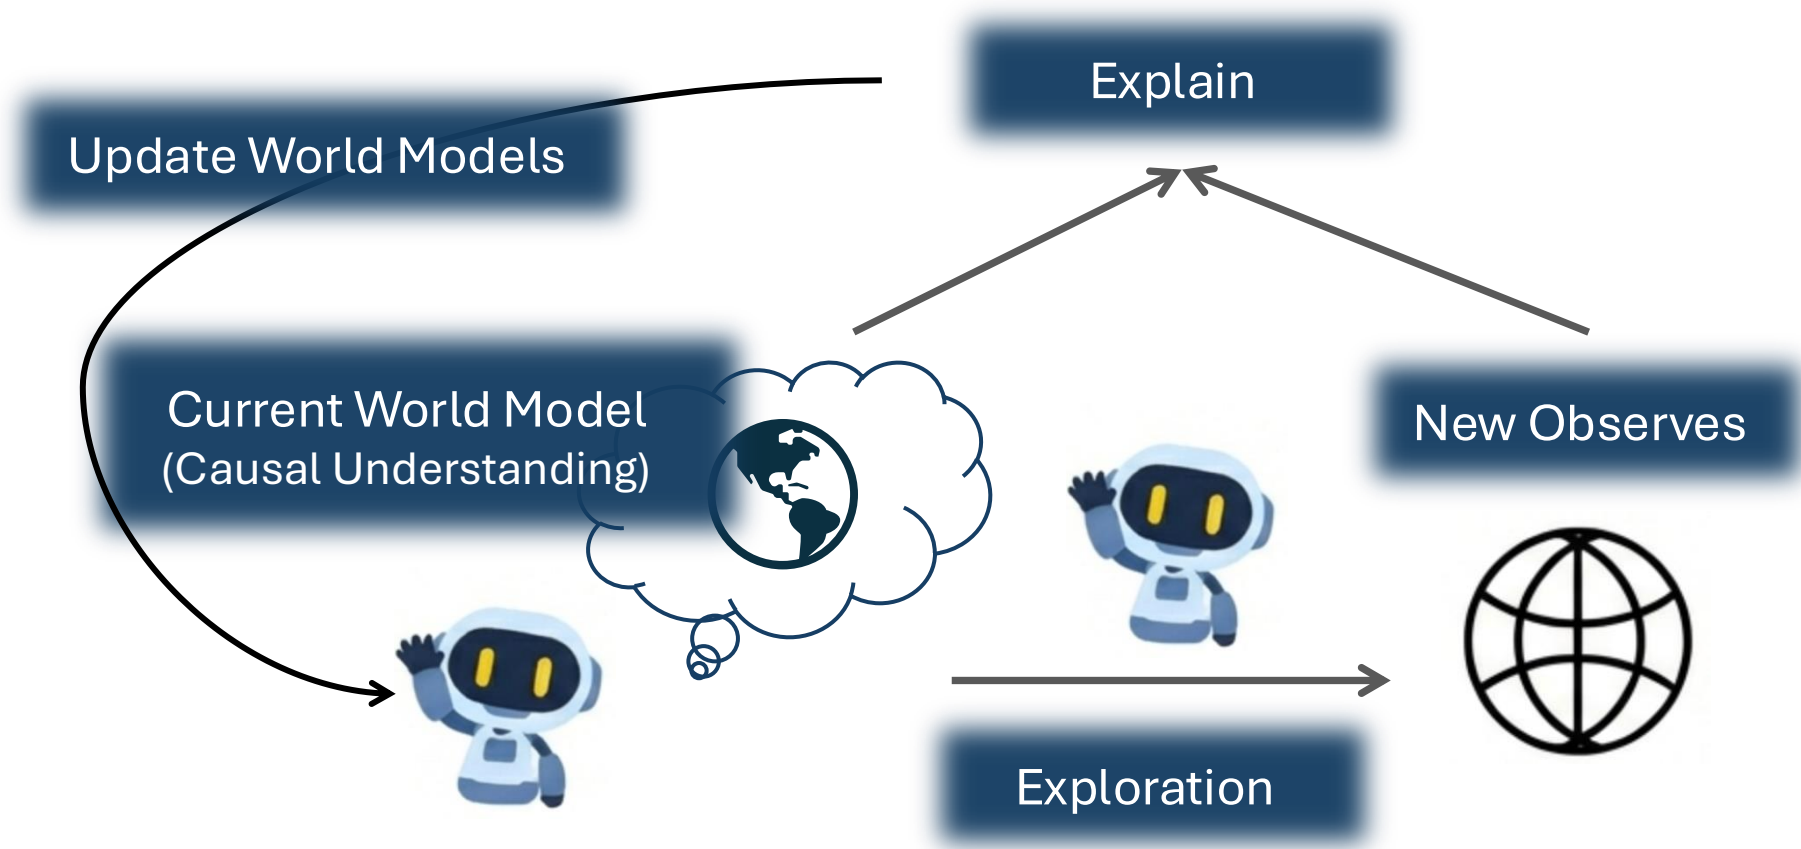 Explain
Update World Models
Current World Model
(Causal Understanding)
New Observes
Exploration